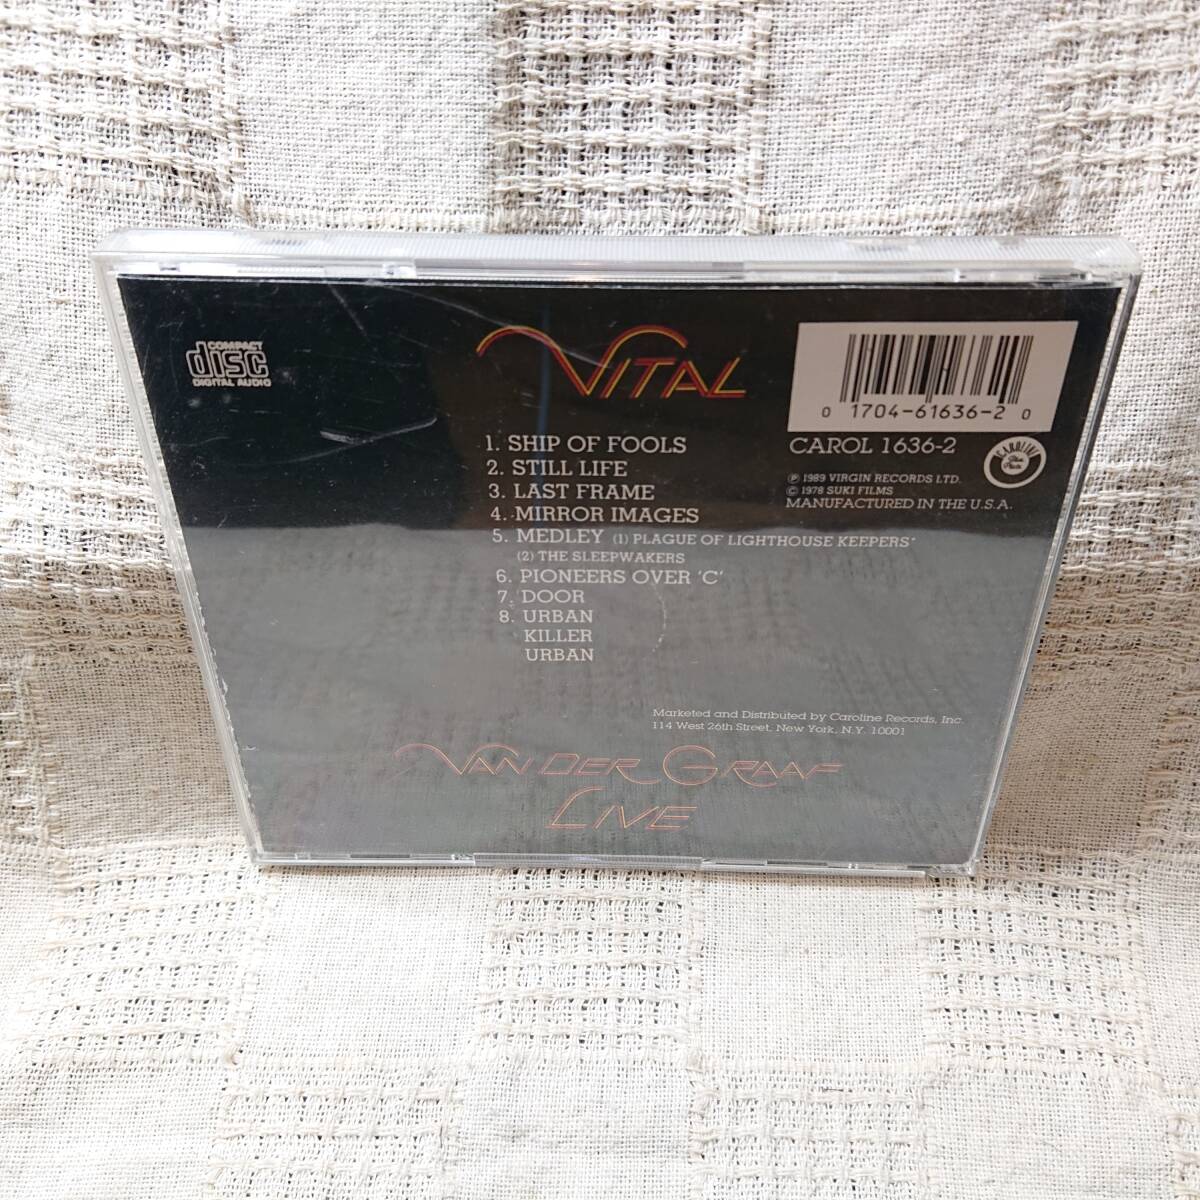 COMPACT
disc
DIGITAL AUDIO
VITAL
0 1704-61636-2 0
CAROL 1636-2
CAROLINE
℗ 1989 VIRGIN RECORDS LTD.
© 1978 SUKI FILMS
MANUFACTURED IN THE U.S.A.
1. SHIP OF FOOLS
2. STILL LIFE
3. LAST FRAME
4. MIRROR IMAGES
5. MEDLEY (1) PLAGUE OF LIGHTHOUSE KEEPERS'
(2) THE SLEEPWAKERS
6. PIONEERS OVER 'C'
7. DOOR
8. URBAN
KILLER
URBAN
Marketed and Distributed by Caroline Records, Inc.
114 West 26th Street, New York, N.Y. 10001
VAN DER GRAAF
LIVE